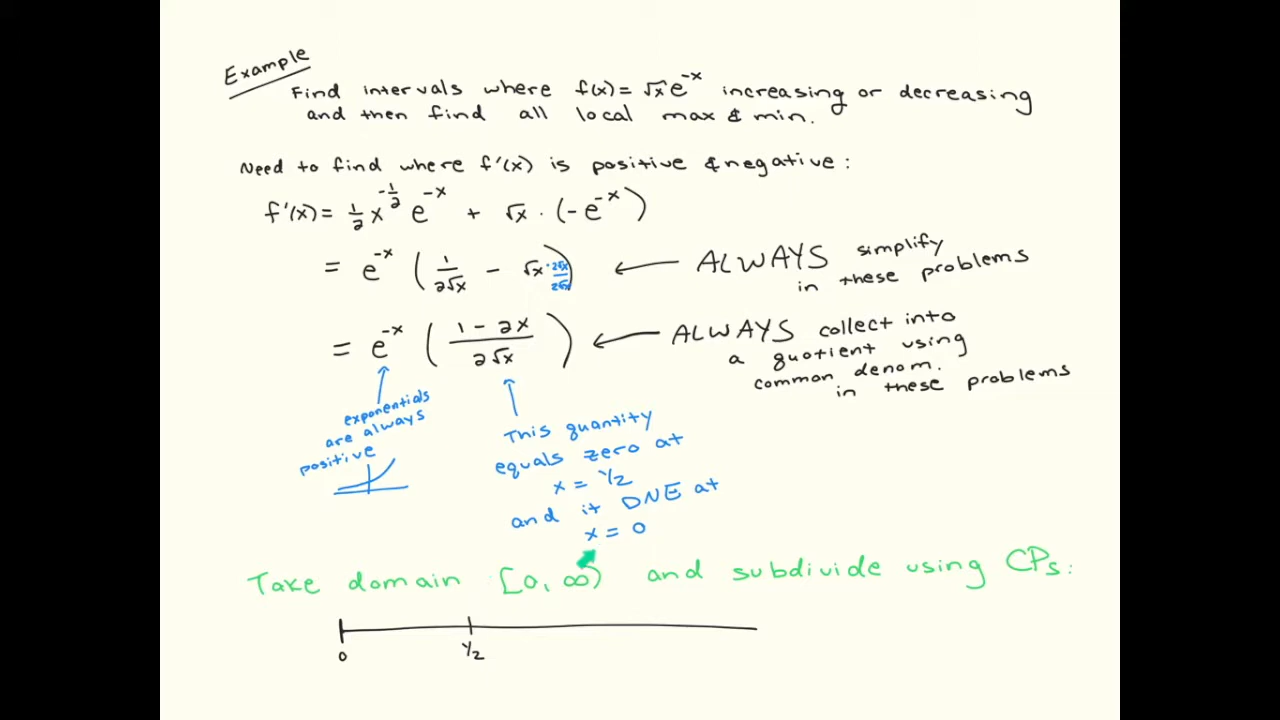 Example
Find intervals where f(x) = √x e^{-x} increasing or decreasing
and then find all local max & min.
Need to find where f'(x) is positive & negative:
f'(x) = 1/2 x^{-1/2} e^{-x} + √x · (-e^{-x})
= e^{-x} ( 1/(2√x) - √x · 2√x/2√x ) ← ALWAYS simplify
in these problems
= e^{-x} ( (1 - 2x)/(2√x) ) ← ALWAYS collect into
a quotient using
common denom.
in these problems
exponentials
are always
positive
This quantity
equals zero at
x = 1/2
and it DNE at
x = 0
Take domain [0, ∞) and subdivide using CPs:
0 1/2